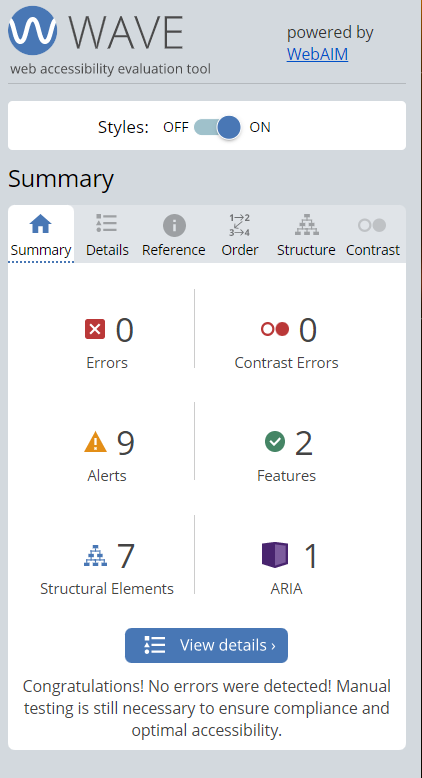 WAVE
web accessibility evaluation tool
powered by
WebAIM
Styles: OFF ON
Summary
Summary Details Reference Order Structure Contrast
1→2
3→4
0
Errors
0
Contrast Errors
9
Alerts
2
Features
7
Structural Elements
1
ARIA
View details ›
Congratulations! No errors were detected! Manual
testing is still necessary to ensure compliance and
optimal accessibility.